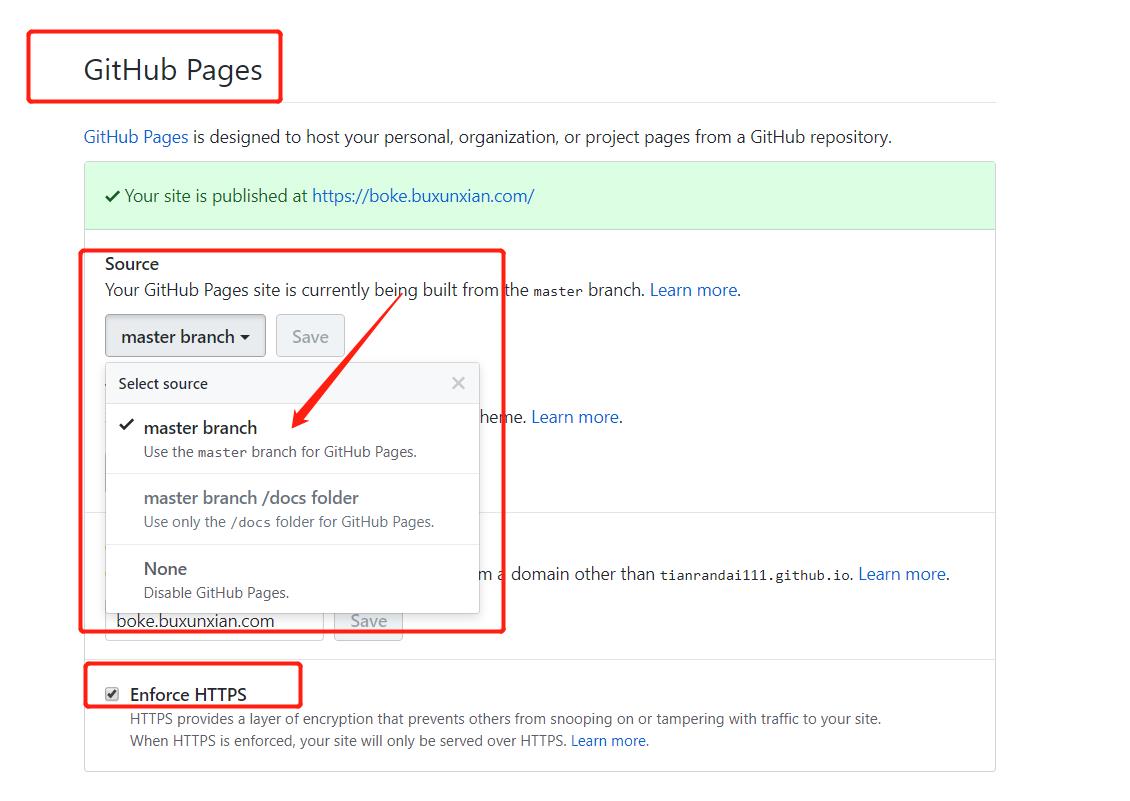 GitHub Pages
GitHub Pages is designed to host your personal, organization, or project pages from a GitHub repository.
Your site is published at https://boke.buxunxian.com/
Source
Your GitHub Pages site is currently being built from the master branch. Learn more.
master branch Save
Select source
heme. Learn more.
master branch
Use the master branch for GitHub Pages.
master branch /docs folder
Use only the /docs folder for GitHub Pages.
None
m a domain other than tianrandai111.github.io. Learn more.
Disable GitHub Pages.
boke.buxunxian.com Save
Enforce HTTPS
HTTPS provides a layer of encryption that prevents others from snooping on or tampering with traffic to your site.
When HTTPS is enforced, your site will only be served over HTTPS. Learn more.